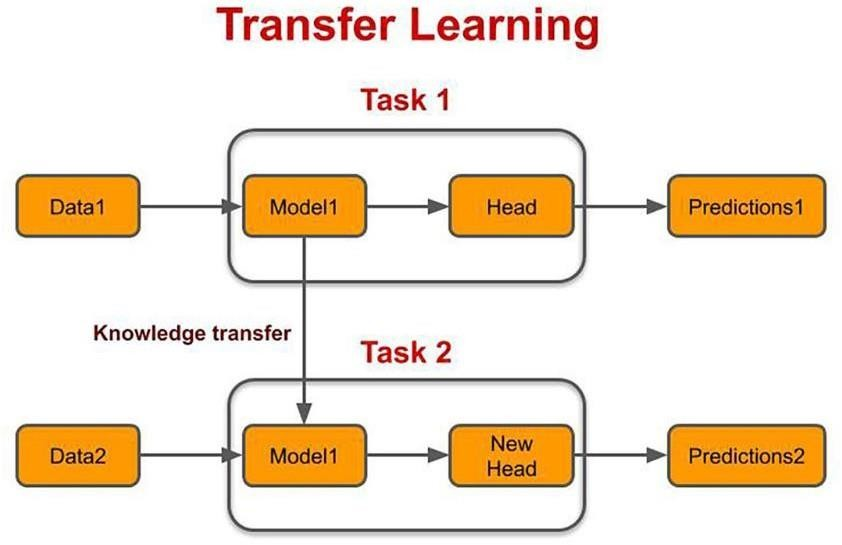 Transfer Learning
Task 1
Data1
Model1
Head
Predictions1
Knowledge transfer
Task 2
Data2
Model1
New
Head
Predictions2